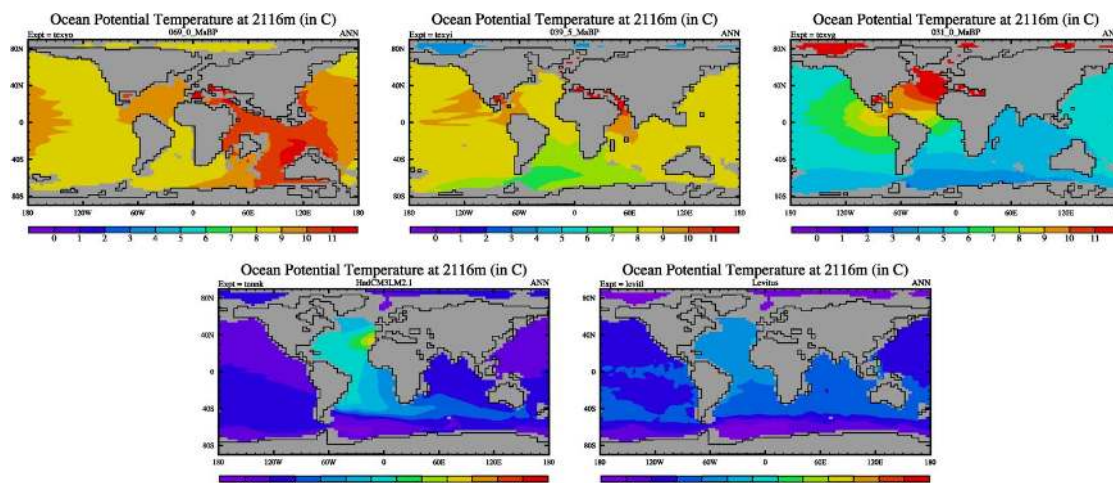 Ocean Potential Temperature at 2116m (in C)
Expt = texyo 069_0_MaBP ANN
80N
40N
0
40S
80S
180 120W 60W 0 60E 120E 180
0 1 2 3 4 5 6 7 8 9 10 11
Ocean Potential Temperature at 2116m (in C)
Expt = texyi 039_5_MaBP ANN
80N
40N
0
40S
80S
180 120W 60W 0 60E 120E 180
0 1 2 3 4 5 6 7 8 9 10 11
Ocean Potential Temperature at 2116m (in C)
Expt = texyg 031_0_MaBP ANN
80N
40N
0
40S
80S
180 120W 60W 0 60E 120E
0 1 2 3 4 5 6 7 8 9 10 11
Ocean Potential Temperature at 2116m (in C)
HadCM3LM2.1 ANN
80N
40N
0
40S
80S
180 120W 60W 0 60E 120E 180
Ocean Potential Temperature at 2116m (in C)
Expt = levitl Levitus ANN
80N
40N
0
40S
80S
180 120W 60W 0 60E 120E 180